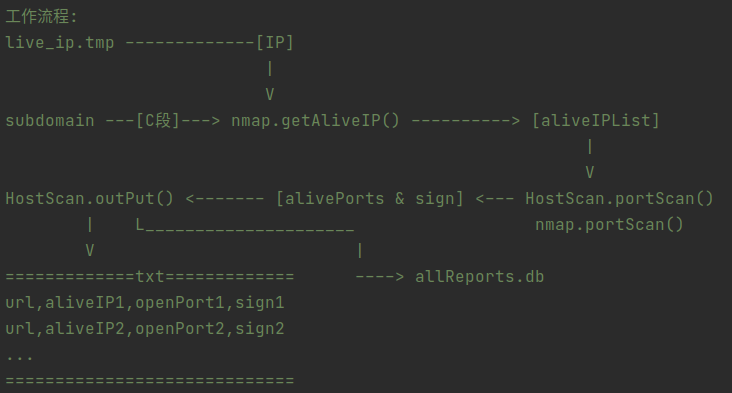 工作流程:
live_ip.tmp -------------[IP]
|
V
subdomain ---[C段]---> nmap.getAliveIP() ----------> [aliveIPList]
|
V
HostScan.outPut() <------- [alivePorts & sign] <--- HostScan.portScan()
| L_____________________ nmap.portScan()
V |
=============txt============= ----> allReports.db
url,aliveIP1,openPort1,sign1
url,aliveIP2,openPort2,sign2
...
=============================